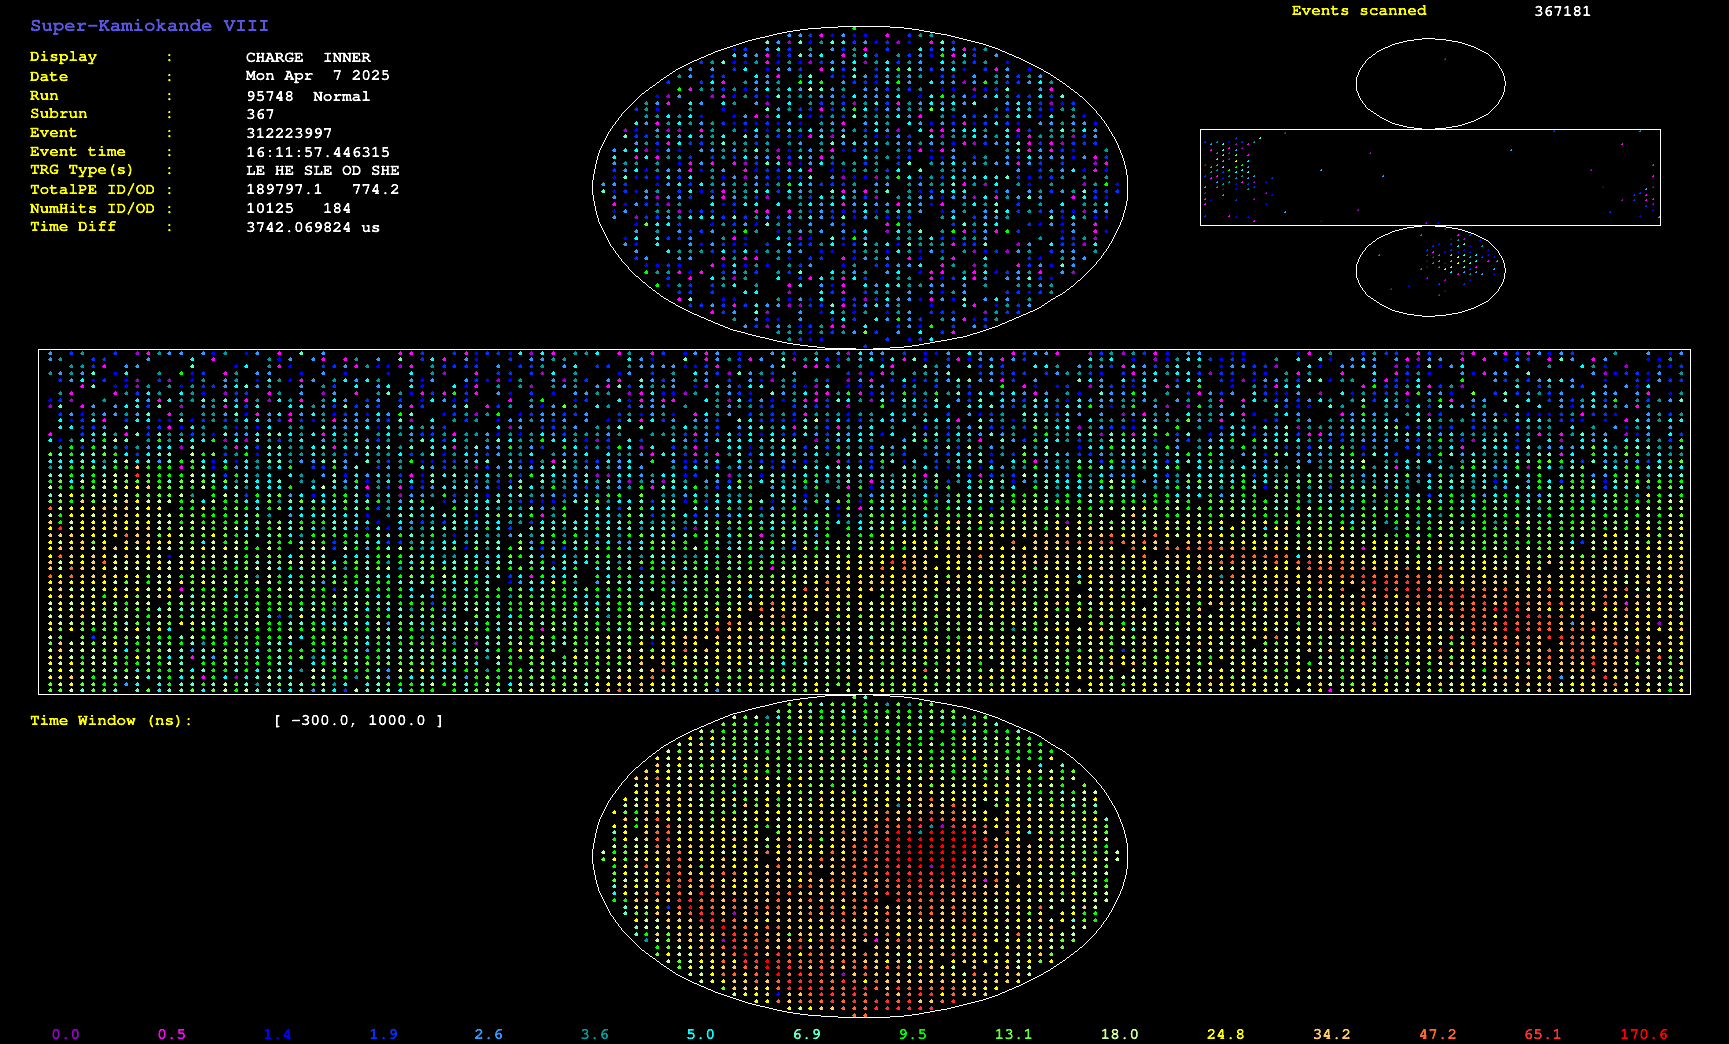 Super-Kamiokande VIII
Events scanned 367181
Display : CHARGE INNER
Date : Mon Apr 7 2025
Run : 95748 Normal
Subrun : 367
Event : 312223997
Event time : 16:11:57.446315
TRG Type(s) : LE HE SLE OD SHE
TotalPE ID/OD : 189797.1 774.2
NumHits ID/OD : 10125 184
Time Diff : 3742.069824 us
Time Window (ns): [ -300.0, 1000.0 ]
0.0 0.5 1.4 1.9 2.6 3.6 5.0 6.9 9.5 13.1 18.0 24.8 34.2 47.2 65.1 170.6